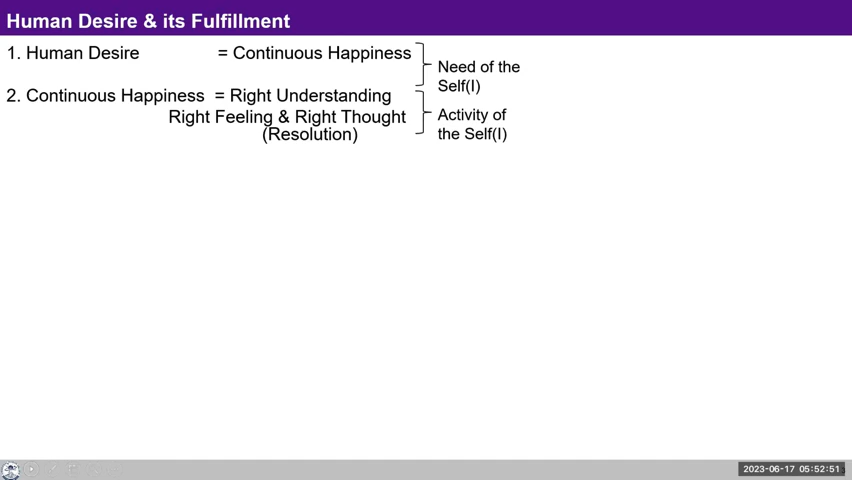 Human Desire & its Fulfillment
1. Human Desire = Continuous Happiness
Need of the
Self(I)
2. Continuous Happiness = Right Understanding
Right Feeling & Right Thought
(Resolution)
Activity of
the Self(I)
2023-06-17 05:52:51